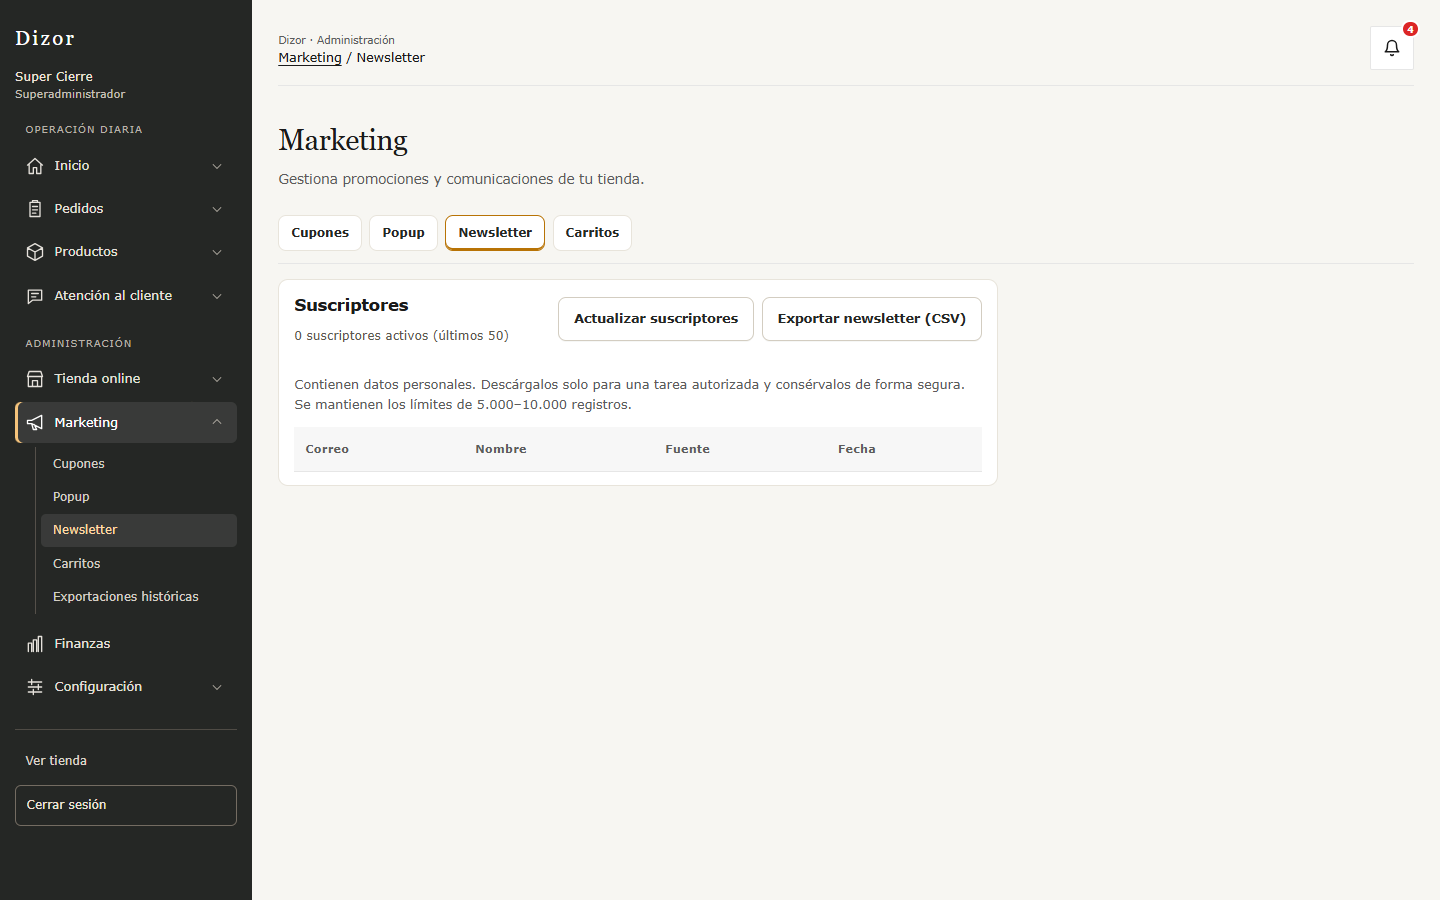 Dizor
Super Cierre
Superadministrador
OPERACIÓN DIARIA
Inicio
Pedidos
Productos
Atención al cliente
ADMINISTRACIÓN
Tienda online
Marketing
Cupones
Popup
Newsletter
Carritos
Exportaciones históricas
Finanzas
Configuración
Ver tienda
Cerrar sesión
Dizor · Administración
Marketing / Newsletter
4
Marketing
Gestiona promociones y comunicaciones de tu tienda.
Cupones Popup Newsletter Carritos
Suscriptores
0 suscriptores activos (últimos 50)
Actualizar suscriptores Exportar newsletter (CSV)
Contienen datos personales. Descárgalos solo para una tarea autorizada y consérvalos de forma segura.
Se mantienen los límites de 5.000–10.000 registros.
Correo Nombre Fuente Fecha